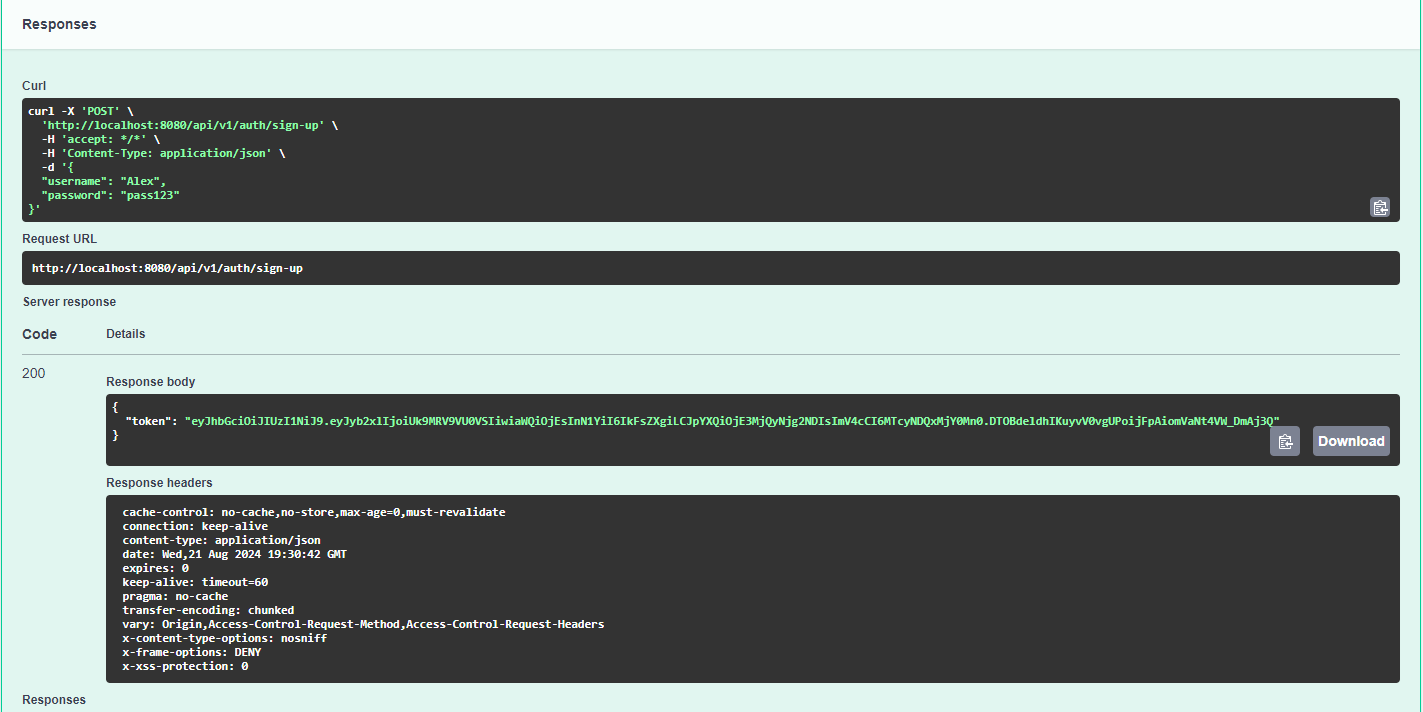 Responses
Curl
curl -X 'POST' \
  'http://localhost:8080/api/v1/auth/sign-up' \
  -H 'accept: */*' \
  -H 'Content-Type: application/json' \
  -d '{
  "username": "Alex",
  "password": "pass123"
}'
Request URL
http://localhost:8080/api/v1/auth/sign-up
Server response
Code Details
200
Response body
{
  "token": "eyJhbGciOiJIUzI1NiJ9.eyJyb2xlIjoiUk9MRV9VU0VSIiwiaWQiOjEsInN1YiI6IkFsZXgiLCJpYXQiOjE3MjQyNjg2NDIsImV4cCI6MTcyNDQxMjY0Mn0.DTOBdeldhIKuyvV0vgUPoijFpAiomVaNt4VW_DmAj3Q"
}
Download
Response headers
cache-control: no-cache,no-store,max-age=0,must-revalidate
connection: keep-alive
content-type: application/json
date: Wed,21 Aug 2024 19:30:42 GMT
expires: 0
keep-alive: timeout=60
pragma: no-cache
transfer-encoding: chunked
vary: Origin,Access-Control-Request-Method,Access-Control-Request-Headers
x-content-type-options: nosniff
x-frame-options: DENY
x-xss-protection: 0
Responses